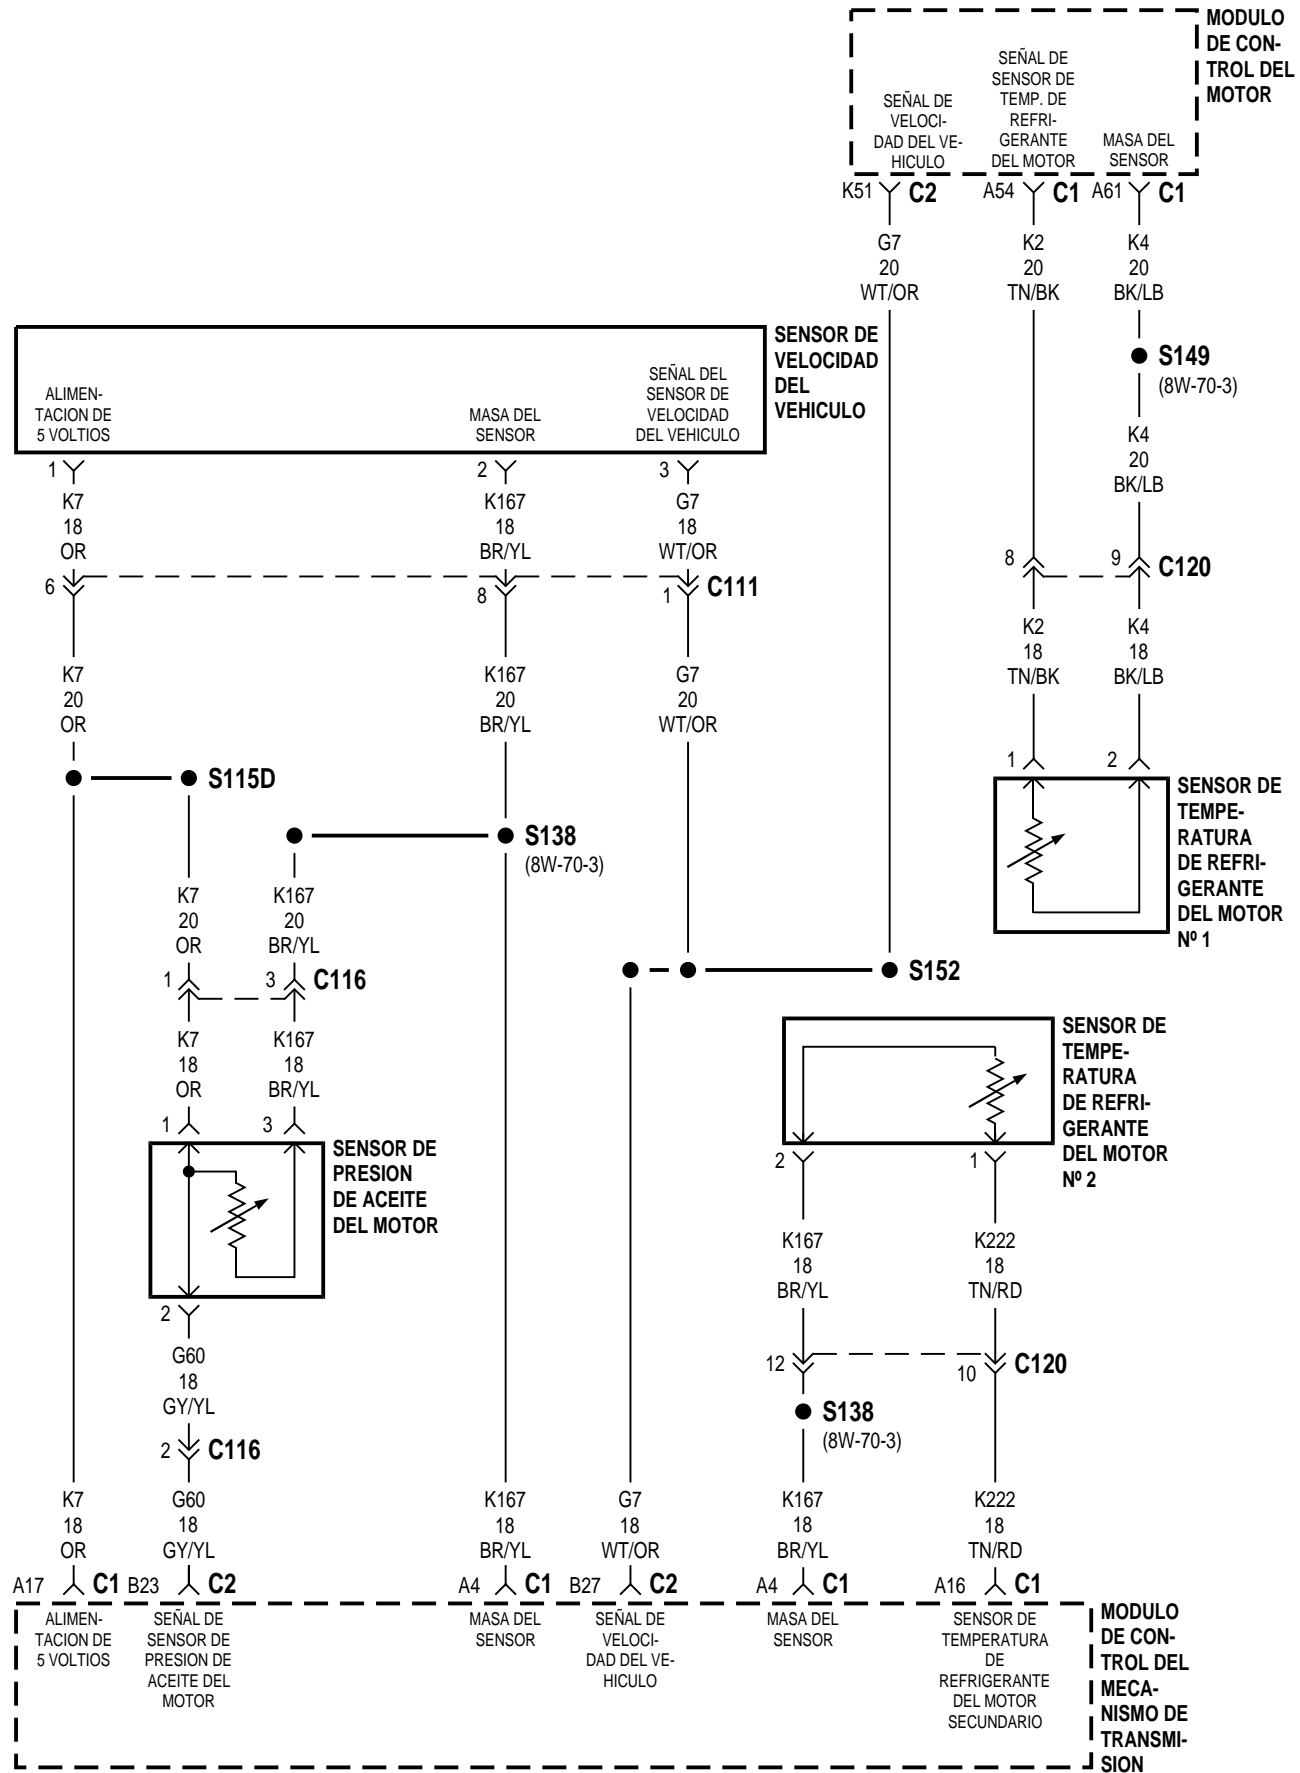 MODULO
DE CON-
TROL DEL
MOTOR
SEÑAL DE
VELOCI-
DAD DEL VE-
HICULO
SEÑAL DE
SENSOR DE
TEMP. DE
REFRI-
GERANTE
DEL MOTOR
MASA DEL
SENSOR
K51 C2
A54 C1
A61 C1
G7
20
WT/OR
K2
20
TN/BK
K4
20
BK/LB
S149
(8W-70-3)
K4
20
BK/LB
SENSOR DE
VELOCIDAD
DEL
VEHICULO
ALIMEN-
TACION DE
5 VOLTIOS
MASA DEL
SENSOR
SEÑAL DEL
SENSOR DE
VELOCIDAD
DEL VEHICULO
1
2
3
K7
18
OR
K167
18
BR/YL
G7
18
WT/OR
6
8
1
C111
8
9
C120
K2
18
TN/BK
K4
18
BK/LB
K7
20
OR
K167
20
BR/YL
G7
20
WT/OR
1
2
SENSOR DE
TEMPE-
RATURA
DE REFRI-
GERANTE
DEL MOTOR
Nº 1
S115D
S138
(8W-70-3)
K7
20
OR
K167
20
BR/YL
1
3
C116
S152
K7
18
OR
K167
18
BR/YL
1
3
SENSOR DE
PRESION
DE ACEITE
DEL MOTOR
SENSOR DE
TEMPE-
RATURA
DE REFRI-
GERANTE
DEL MOTOR
Nº 2
2
1
K167
18
BR/YL
K222
18
TN/RD
2
G60
18
GY/YL
12
10
C120
2
C116
S138
(8W-70-3)
K7
18
OR
G60
18
GY/YL
K167
18
BR/YL
G7
18
WT/OR
K167
18
BR/YL
K222
18
TN/RD
A17 C1
B23 C2
A4 C1
B27 C2
A4 C1
A16 C1
ALIMEN-
TACION DE
5 VOLTIOS
SEÑAL DE
SENSOR DE
PRESION DE
ACEITE DEL
MOTOR
MASA DEL
SENSOR
SEÑAL DE
VELOCI-
DAD DEL VE-
HICULO
MASA DEL
SENSOR
SENSOR DE
TEMPERATURA
DE
REFRIGERANTE
DEL MOTOR
SECUNDARIO
MODULO
DE CON-
TROL DEL
MECA-
NISMO DE
TRANSMI-
SION